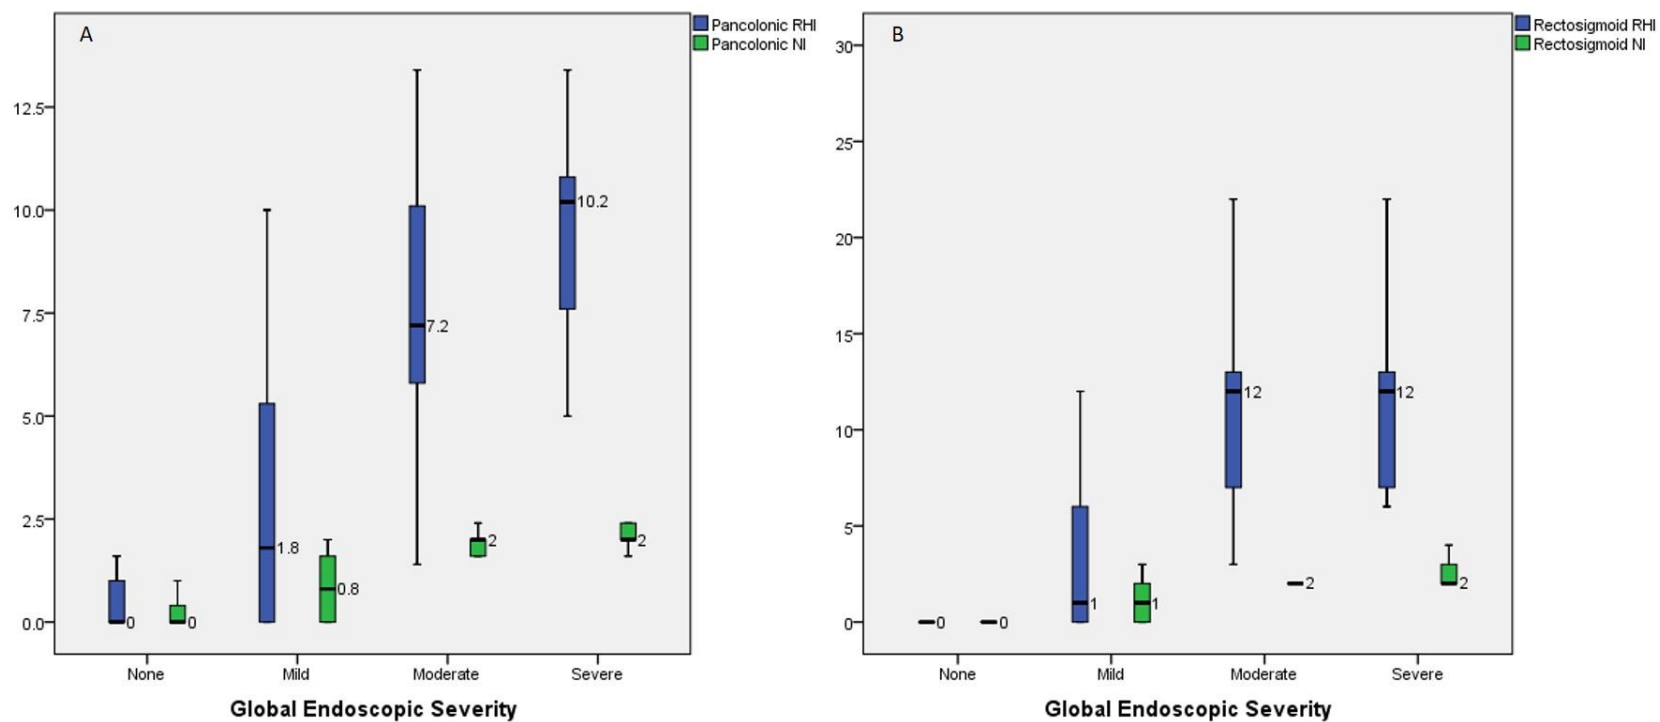 A
Pancolonic RHI
Pancolonic NI
12.5
10.0
7.5
5.0
2.5
0.0
0
0
1.8
0.8
7.2
2
10.2
2
None Mild Moderate Severe
Global Endoscopic Severity
B
Rectosigmoid RHI
Rectosigmoid NI
30
25
20
15
10
5
0
0
0
1
1
12
2
12
2
None Mild Moderate Severe
Global Endoscopic Severity